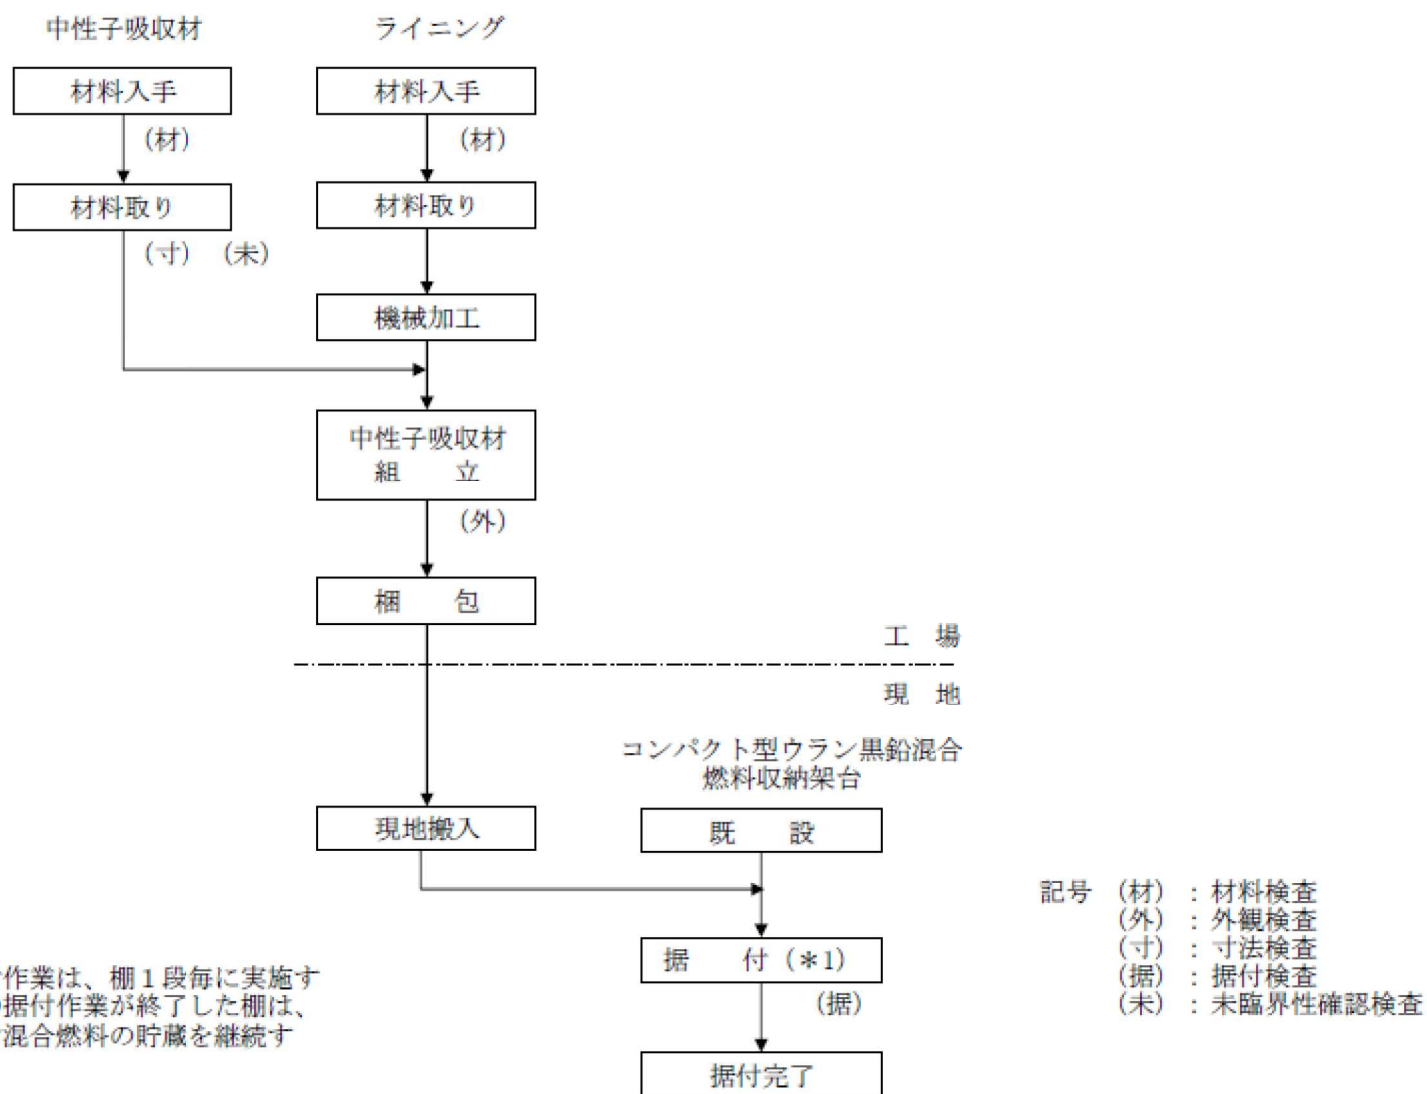 中性子吸収材
ライニング
材料入手
材料入手
(材)
(材)
材料取り
材料取り
(寸) (未)
機械加工
中性子吸収材
組 立
(外)
梱 包
工 場
現 地
コンパクト型ウラン黒鉛混合
燃料収納架台
現地搬入
既 設
据 付(*1)
(据)
据付完了
作業は、棚1段毎に実施す
据付作業が終了した棚は、
混合燃料の貯蔵を継続す
記号 (材) : 材料検査
(外) : 外観検査
(寸) : 寸法検査
(据) : 据付検査
(未) : 未臨界性確認検査